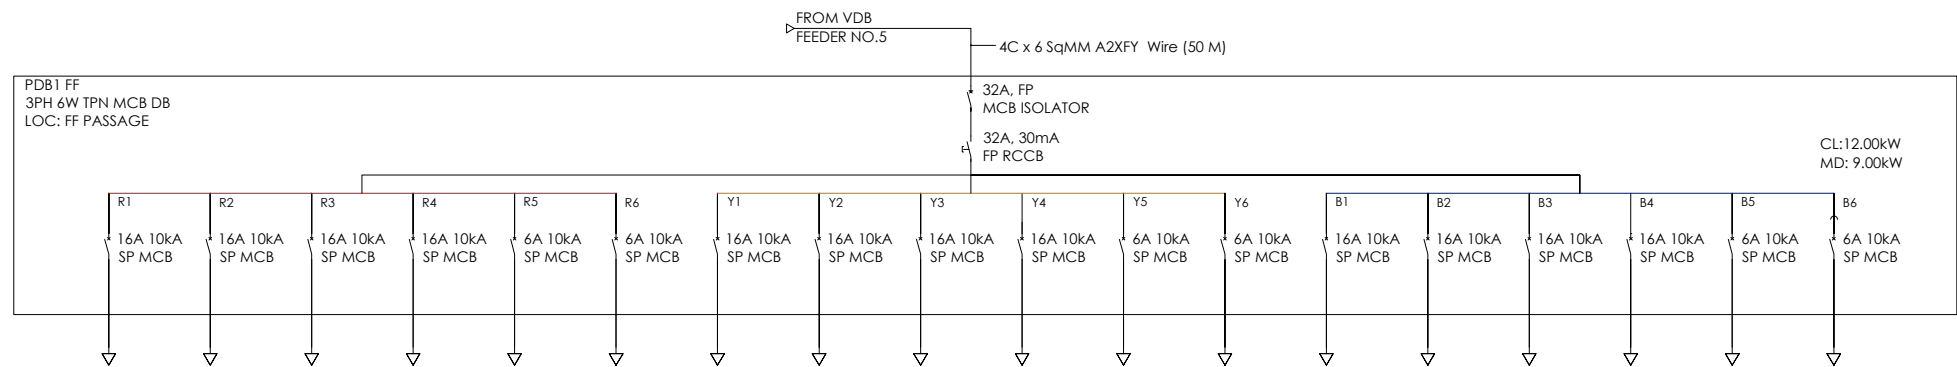 FROM VDB
FEEDER NO.5
4C x 6 SqMM A2XFY Wire (50 M)
PDB1 FF
3PH 6W TPN MCB DB
LOC: FF PASSAGE
32A, FP
MCB ISOLATOR
32A, 30mA
FP RCCB
CL:12.00kW
MD: 9.00kW
R1
R2
R3
R4
R5
R6
Y1
Y2
Y3
Y4
Y5
Y6
B1
B2
B3
B4
B5
B6
16A 10kA
SP MCB
16A 10kA
SP MCB
16A 10kA
SP MCB
16A 10kA
SP MCB
6A 10kA
SP MCB
6A 10kA
SP MCB
16A 10kA
SP MCB
16A 10kA
SP MCB
16A 10kA
SP MCB
16A 10kA
SP MCB
6A 10kA
SP MCB
6A 10kA
SP MCB
16A 10kA
SP MCB
16A 10kA
SP MCB
16A 10kA
SP MCB
16A 10kA
SP MCB
6A 10kA
SP MCB
6A 10kA
SP MCB